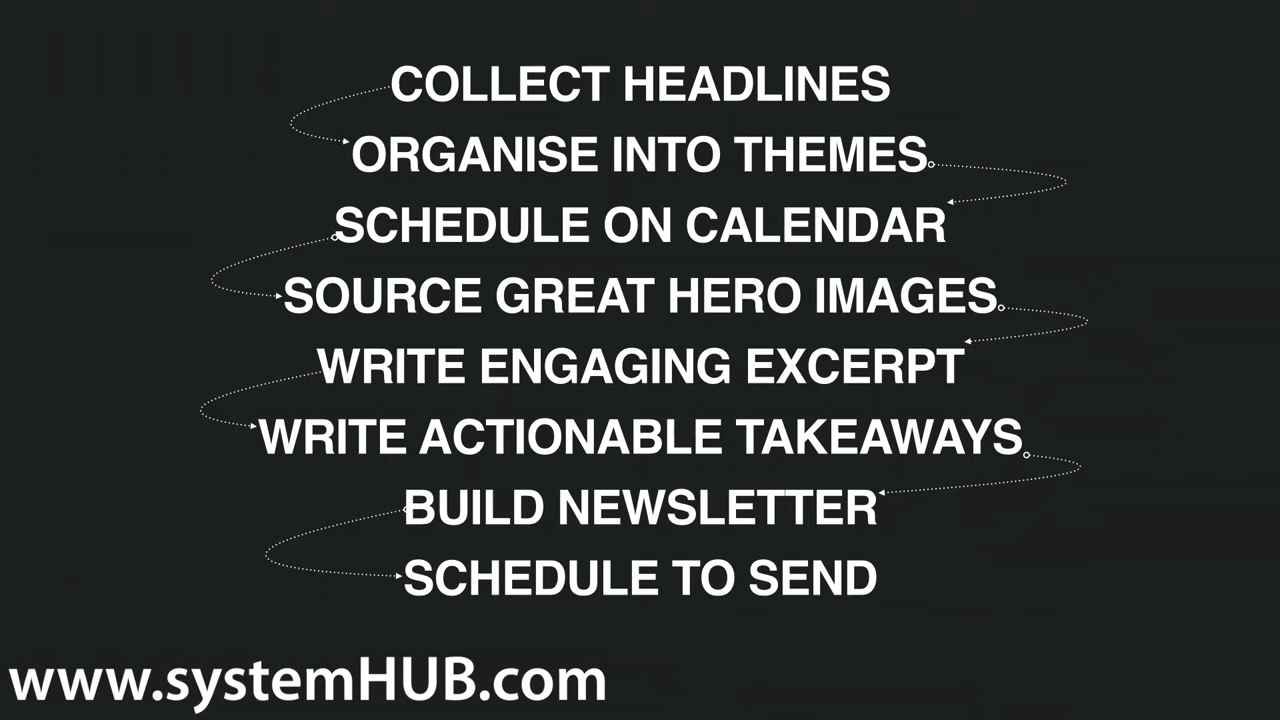 COLLECT HEADLINES
ORGANISE INTO THEMES
SCHEDULE ON CALENDAR
SOURCE GREAT HERO IMAGES
WRITE ENGAGING EXCERPT
WRITE ACTIONABLE TAKEAWAYS
BUILD NEWSLETTER
SCHEDULE TO SEND
www.systemHUB.com